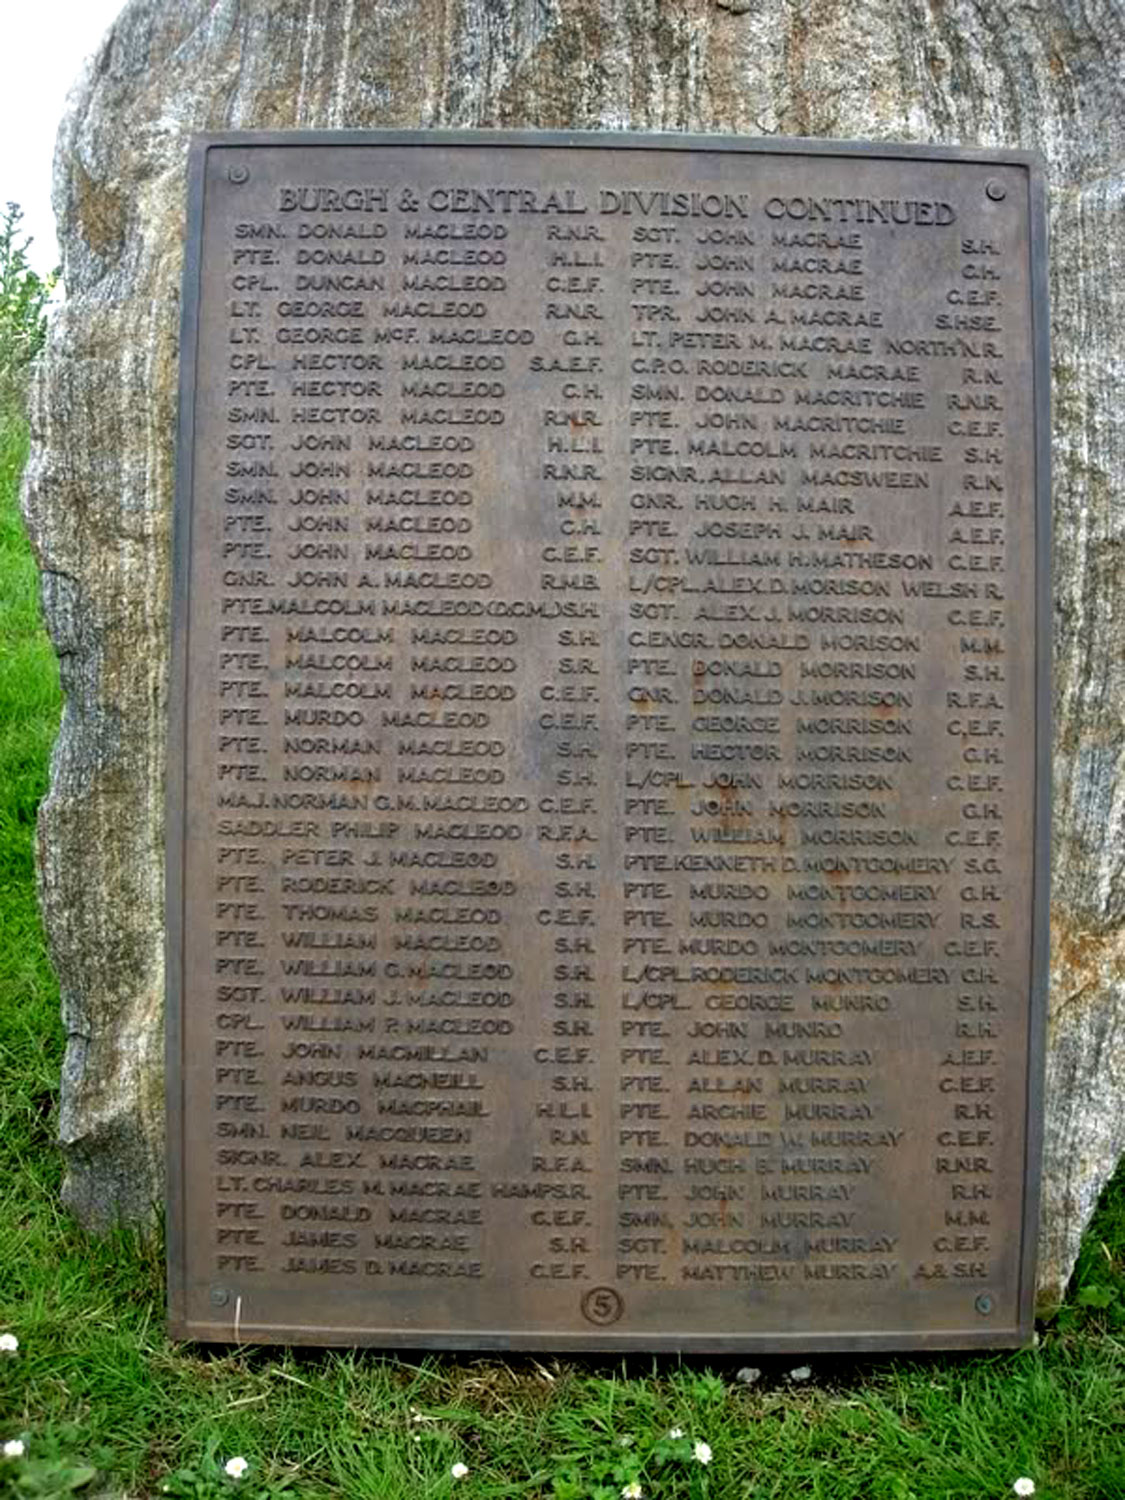 BURGH & CENTRAL DIVISION CONTINUED
SMN. DONALD MACLEOD R.N.R.
PTE. DONALD MACLEOD H.L.I.
CPL. DUNCAN MACLEOD C.E.F.
LT. GEORGE MACLEOD R.N.R.
LT. GEORGE McF. MACLEOD G.H.
CPL. HECTOR MACLEOD S.A.E.F.
PTE. HECTOR MACLEOD G.H.
SMN. HECTOR MACLEOD R.N.R.
SGT. JOHN MACLEOD H.L.I.
SMN. JOHN MACLEOD R.N.R.
SMN. JOHN MACLEOD M.M.
PTE. JOHN MACLEOD G.H.
PTE. JOHN MACLEOD C.E.F.
GNR. JOHN A. MACLEOD R.M.B.
PTE. MALCOLM MACLEOD (D.C.M.) S.H.
PTE. MALCOLM MACLEOD S.H.
PTE. MALCOLM MACLEOD S.R.
PTE. MALCOLM MACLEOD C.E.F.
PTE. MURDO MACLEOD C.E.F.
PTE. NORMAN MACLEOD S.H.
PTE. NORMAN MACLEOD S.H.
MAJ. NORMAN G. M. MACLEOD C.E.F.
SADDLER PHILIP MACLEOD R.F.A.
PTE. PETER J. MACLEOD S.H.
PTE. RODERICK MACLEOD S.H.
PTE. THOMAS MACLEOD C.E.F.
PTE. WILLIAM MACLEOD S.H.
PTE. WILLIAM G. MACLEOD S.H.
SGT. WILLIAM J. MACLEOD S.H.
CPL. WILLIAM P. MACLEOD S.H.
PTE. JOHN MACMILLAN C.E.F.
PTE. ANGUS MACNEILL S.H.
PTE. MURDO MACPHAIL H.L.I.
SMN. NEIL MACQUEEN R.N.
SIGNR. ALEX. MACRAE R.F.A.
LT. CHARLES M. MACRAE HAMPS.R.
PTE. DONALD MACRAE C.E.F.
PTE. JAMES MACRAE S.H.
PTE. JAMES D. MACRAE C.E.F.
SGT. JOHN MACRAE S.H.
PTE. JOHN MACRAE G.H.
PTE. JOHN MACRAE C.E.F.
TPR. JOHN A. MACRAE S.HSE.
LT. PETER M. MACRAE NORTH'N.R.
C.P.O. RODERICK MACRAE R.N.
SMN. DONALD MACRITCHIE R.N.R.
PTE. JOHN MACRITCHIE C.E.F.
PTE. MALCOLM MACRITCHIE S.H
SIGNR. ALLAN MACSWEEN R.N.
GNR. HUGH H. MAIR A.E.F.
PTE. JOSEPH J. MAIR A.E.F.
SGT. WILLIAM H. MATHESON C.E.F.
L/CPL. ALEX. D. MORISON WELSH R.
SGT. ALEX. J. MORRISON C.E.F.
C. ENGR. DONALD MORISON M.M.
PTE. DONALD MORRISON S.H.
GNR. DONALD J. MORISON R.F.A.
PTE. GEORGE MORRISON C.E.F.
PTE. HECTOR MORRISON G.H.
L/CPL. JOHN MORRISON C.E.F.
PTE. JOHN MORRISON G.H.
PTE. WILLIAM MORRISON C.E.F.
PTE. KENNETH D. MONTGOMERY S.G.
PTE. MURDO MONTGOMERY G.H.
PTE. MURDO MONTGOMERY R.S.
PTE. MURDO MONTGOMERY C.E.F.
L/CPL. RODERICK MONTGOMERY G.H.
L/CPL. GEORGE MUNRO S.H.
PTE. JOHN MUNRO R.H.
PTE. ALEX. D. MURRAY A.E.F.
PTE. ALLAN MURRAY C.E.F.
PTE. ARCHIE MURRAY R.H.
PTE. DONALD W. MURRAY C.E.F.
SMN. HUGH B. MURRAY R.N.R.
PTE. JOHN MURRAY R.H.
SMN. JOHN MURRAY M.M.
SGT. MALCOLM MURRAY C.E.F.
PTE. MATTHEW MURRAY A.& S.H.
5